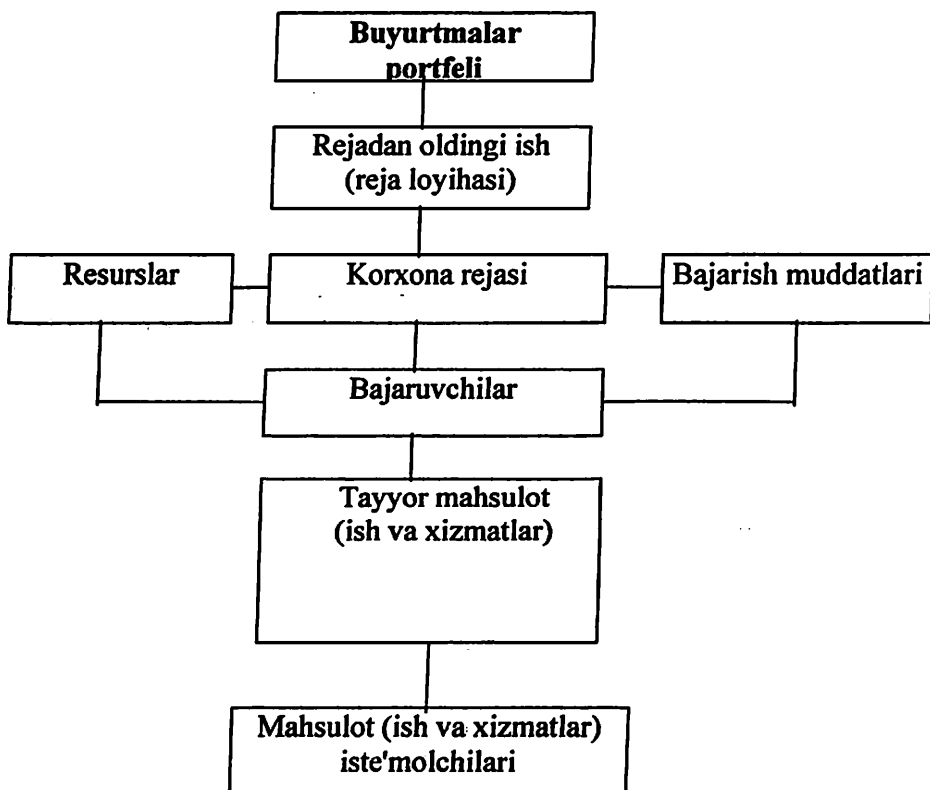 Buyurtmalar
portfeli
Rejadan oldingi ish
(reja loyihasi)
Resurslar
Korxona rejasi
Bajarish muddatlari
Bajaruvchilar
Tayyor mahsulot
(ish va xizmatlar)
Mahsulot (ish va xizmatlar)
iste'molchilari